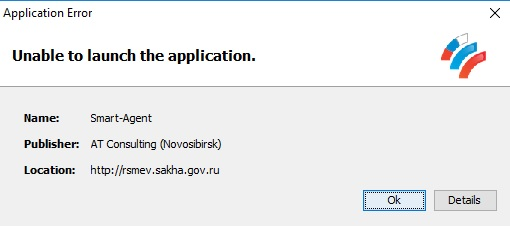 Application Error
Unable to launch the application.
Name: Smart-Agent
Publisher: AT Consulting (Novosibirsk)
Location: http://rsmev.sakha.gov.ru
Ok Details